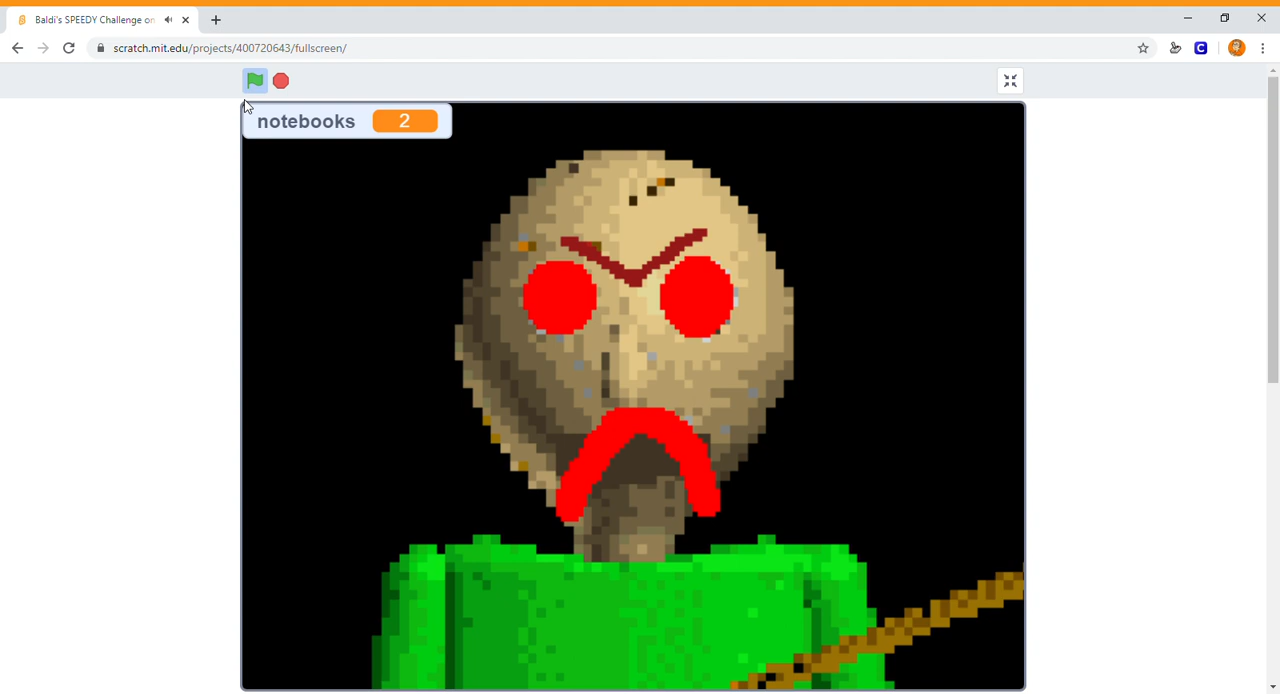 Baldi's SPEEDY Challenge on
scratch.mit.edu/projects/400720643/fullscreen/
C
notebooks 2